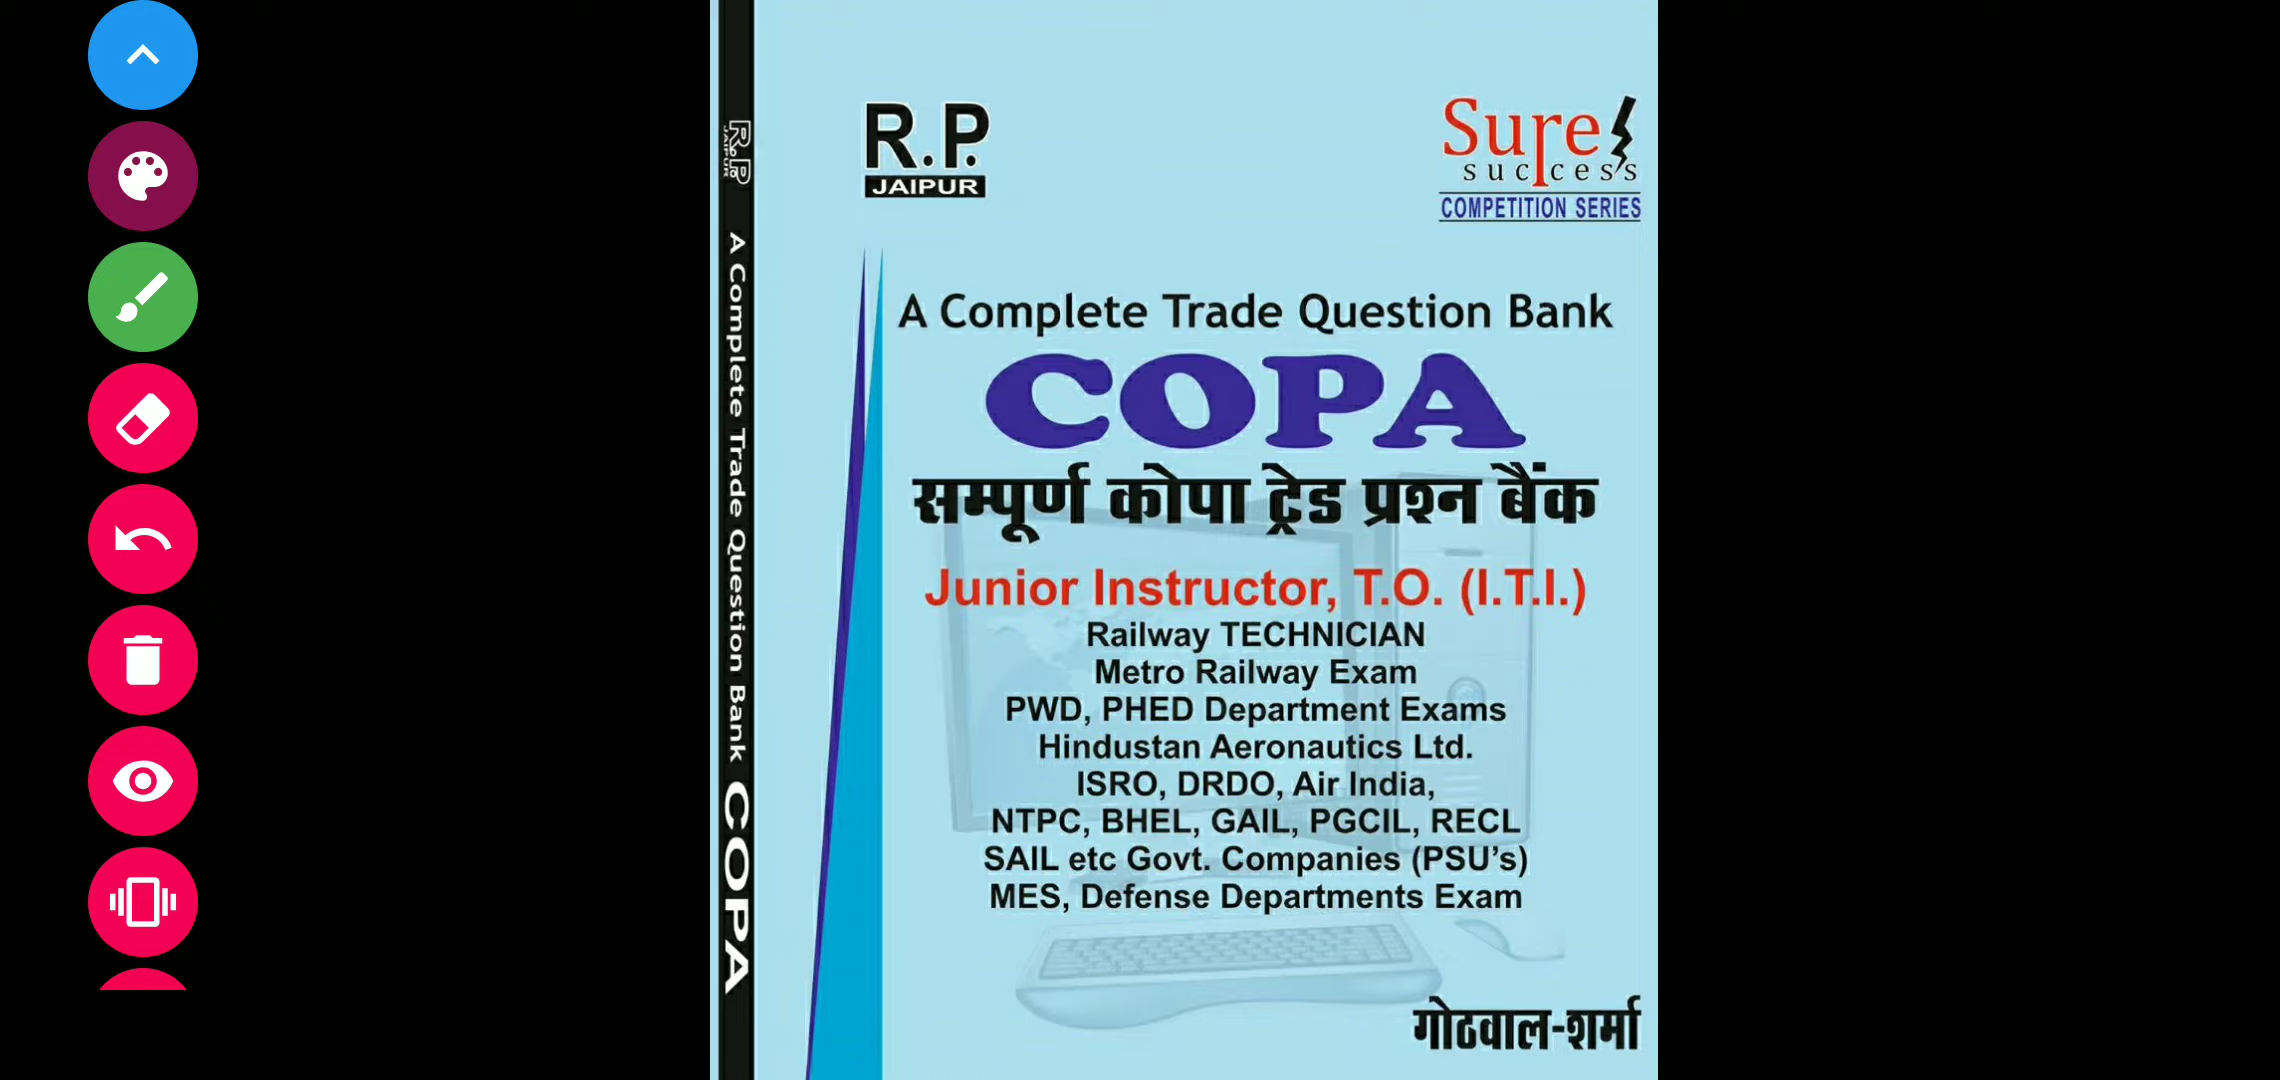 R.P.
JAIPUR
Sure
success
COMPETITION SERIES
A Complete Trade Question Bank
COPA
सम्पूर्ण कोपा ट्रेड प्रश्न बैंक
Junior Instructor, T.O. (I.T.I.)
Railway TECHNICIAN
Metro Railway Exam
PWD, PHED Department Exams
Hindustan Aeronautics Ltd.
ISRO, DRDO, Air India,
NTPC, BHEL, GAIL, PGCIL, RECL
SAIL etc Govt. Companies (PSU's)
MES, Defense Departments Exam
गोठवाल-शर्मा
R.P. JAIPUR A Complete Trade Question Bank COPA